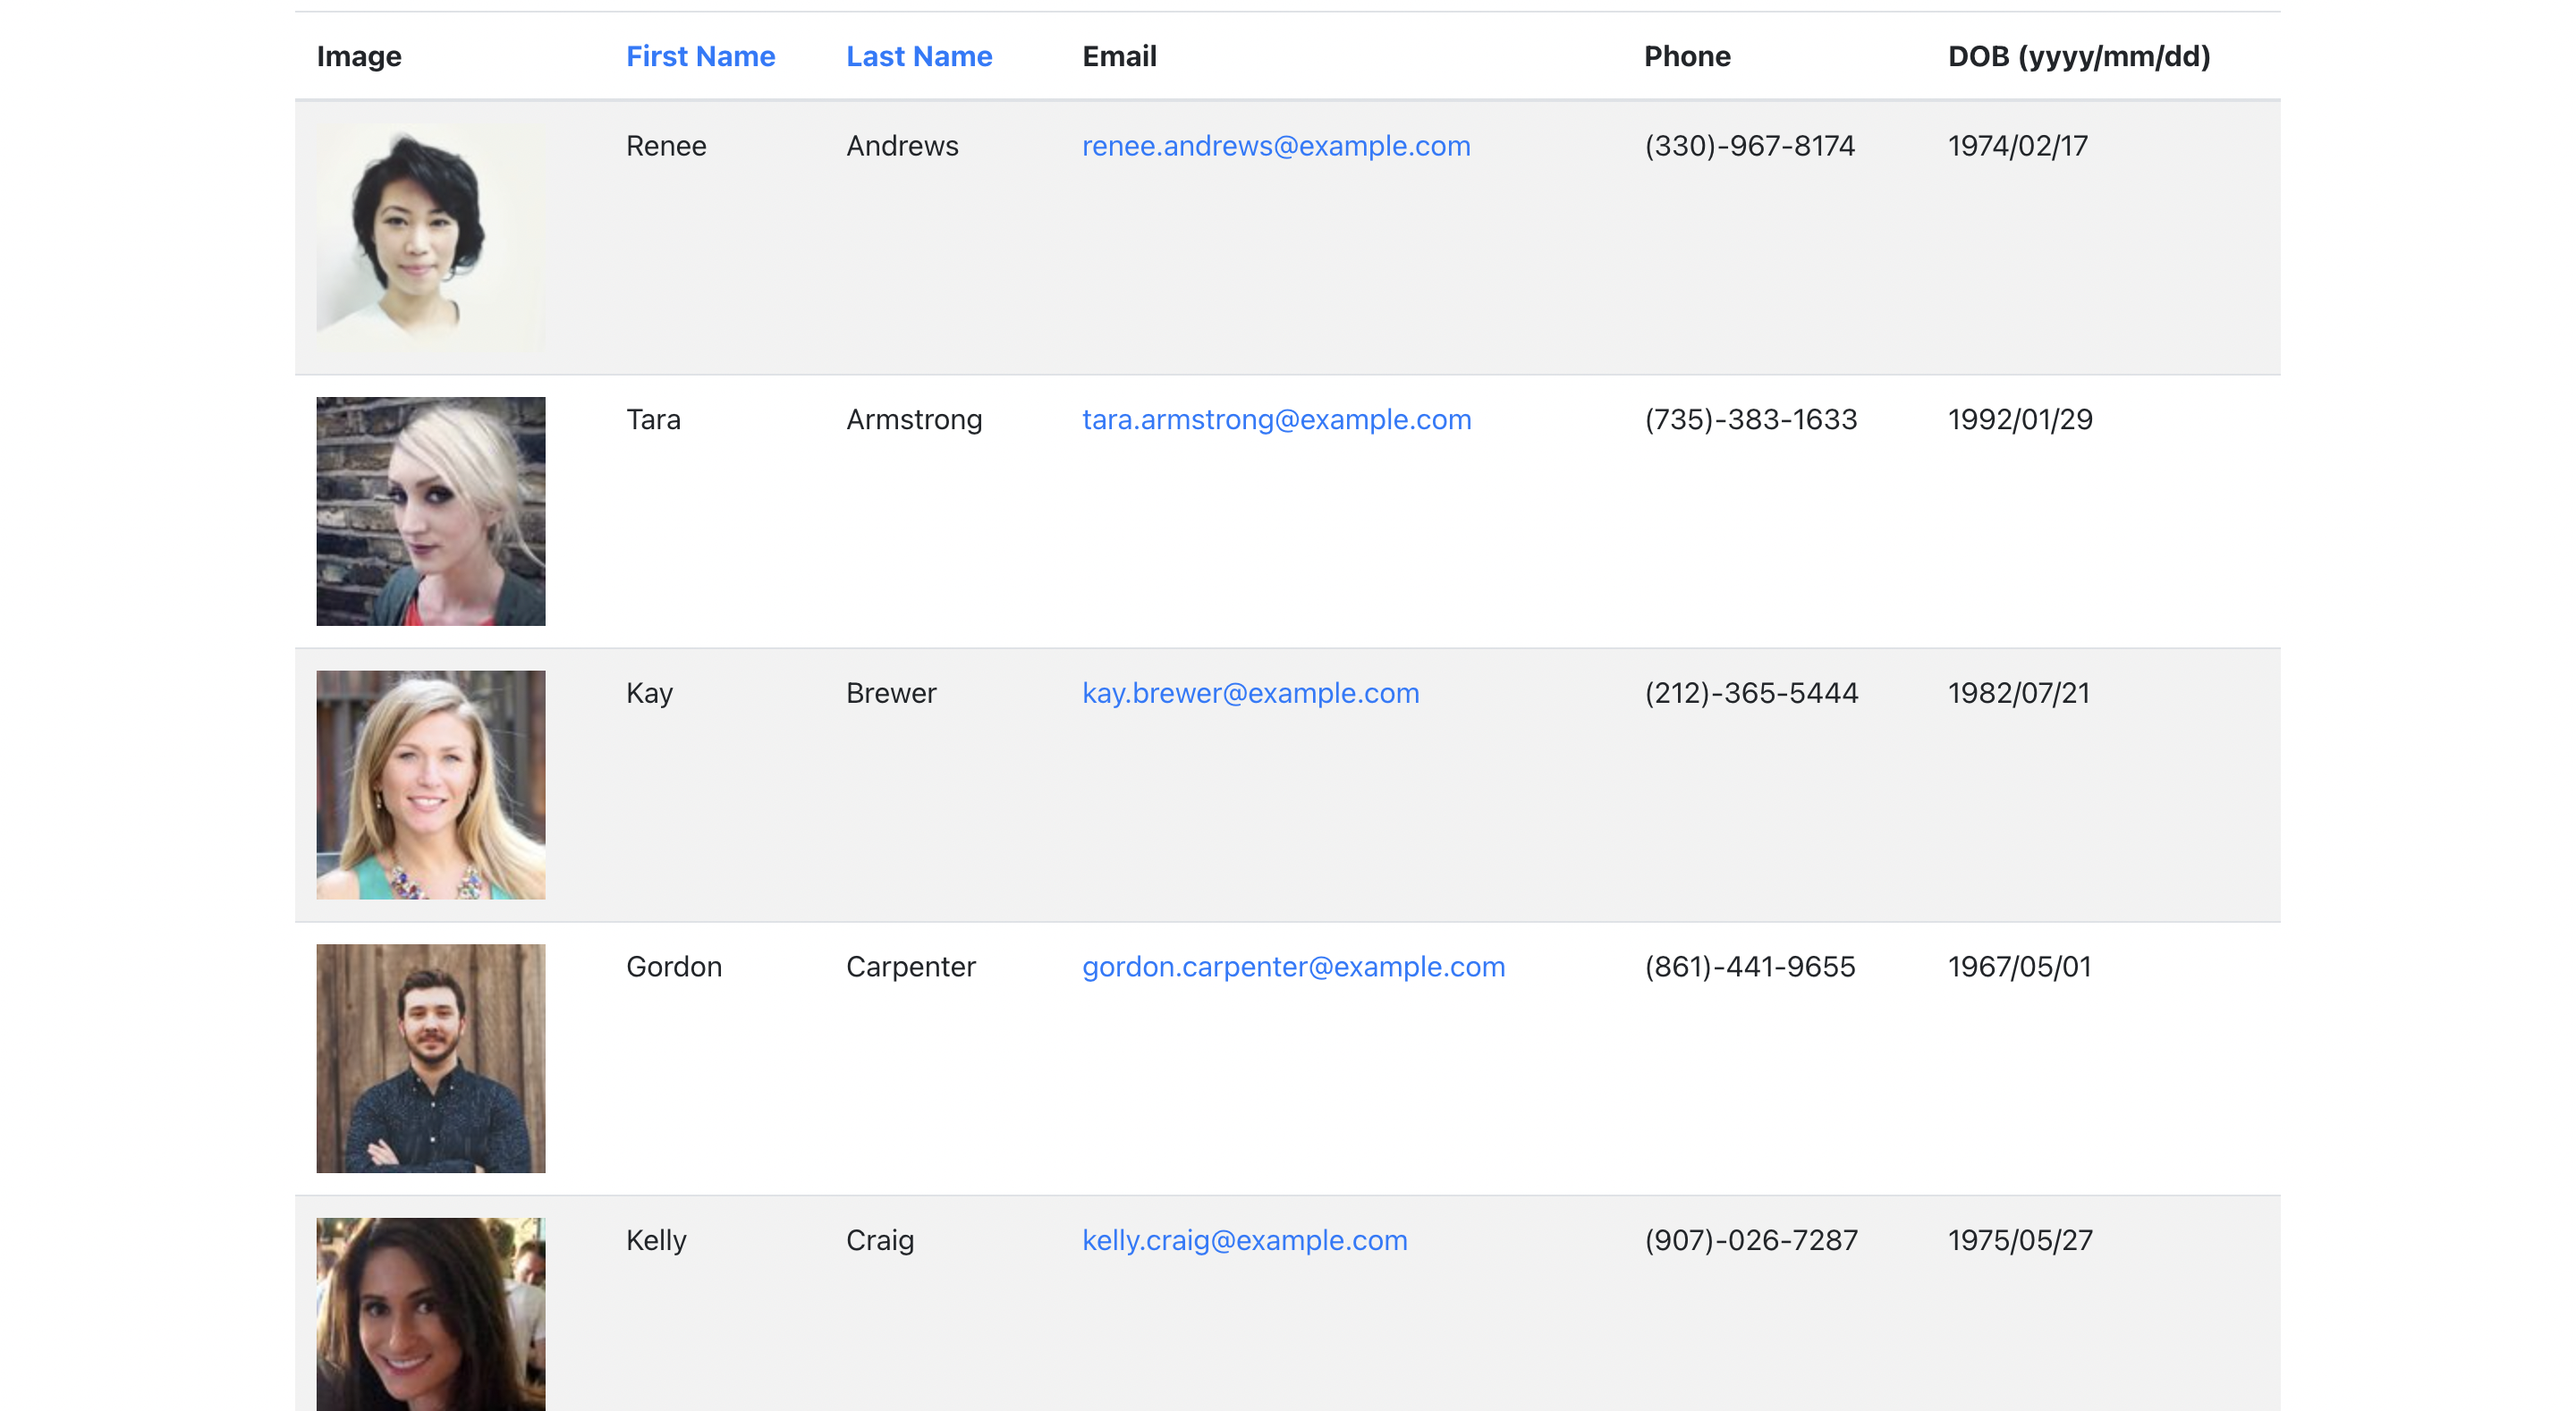 Image First Name Last Name Email Phone DOB (yyyy/mm/dd)
Renee Andrews renee.andrews@example.com (330)-967-8174 1974/02/17
Tara Armstrong tara.armstrong@example.com (735)-383-1633 1992/01/29
Kay Brewer kay.brewer@example.com (212)-365-5444 1982/07/21
Gordon Carpenter gordon.carpenter@example.com (861)-441-9655 1967/05/01
Kelly Craig kelly.craig@example.com (907)-026-7287 1975/05/27